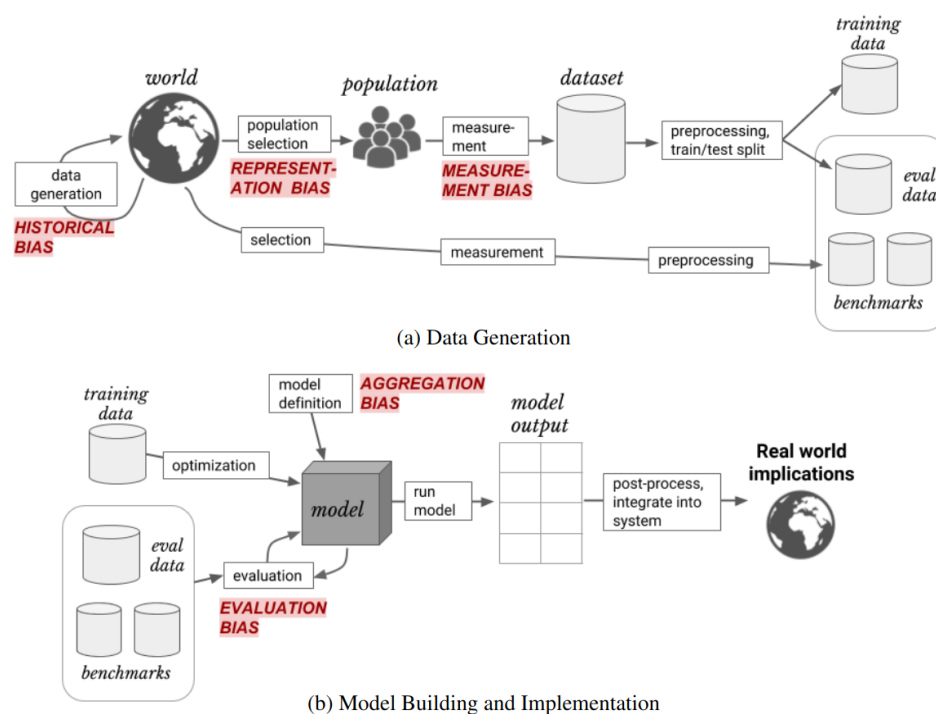 training
data
world
population
dataset
population
selection
measure-
ment
preprocessing,
train/test split
REPRESENT-
ATION BIAS
MEASURE-
MENT BIAS
data
generation
eval
data
HISTORICAL
BIAS
selection
measurement
preprocessing
benchmarks
(a) Data Generation
training
data
model
definition
AGGREGATION
BIAS
model
output
Real world
implications
optimization
model
run
model
post-process,
integrate into
system
eval
data
evaluation
EVALUATION
BIAS
benchmarks
(b) Model Building and Implementation